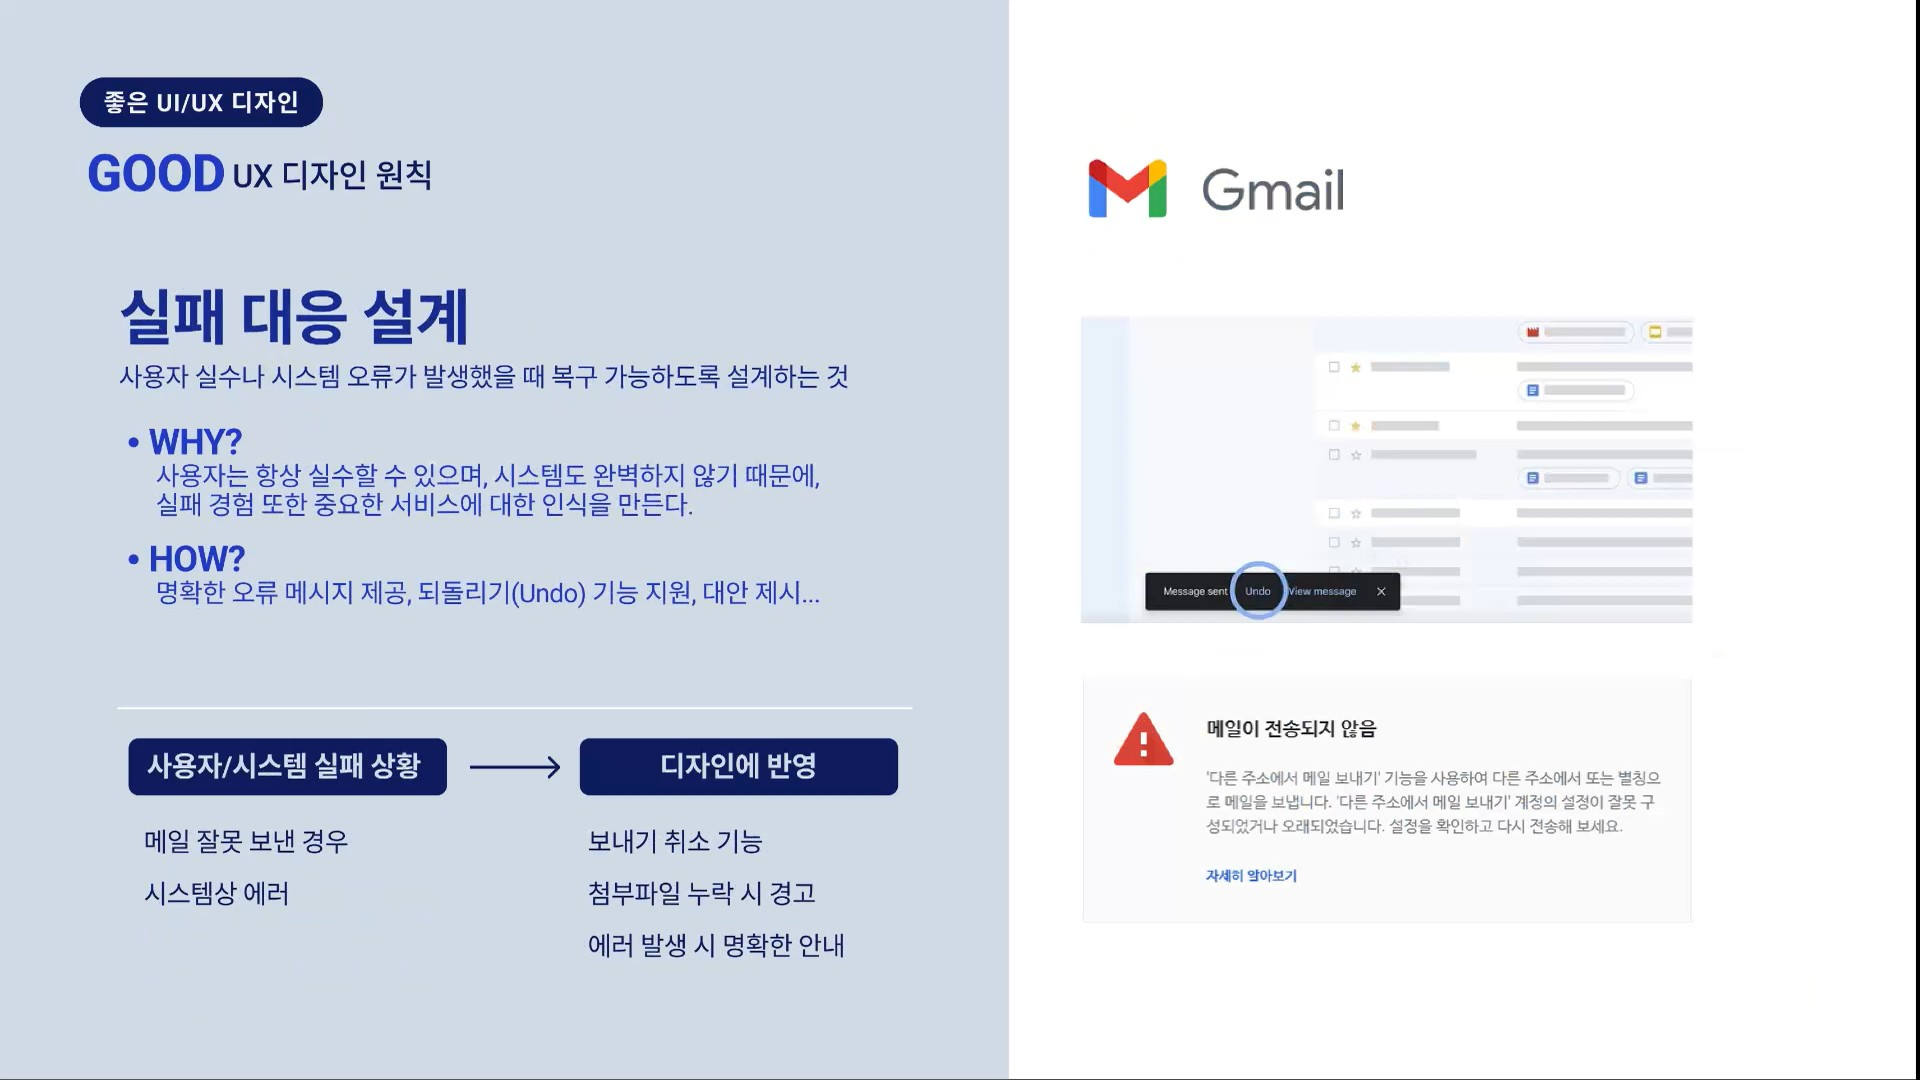 좋은 UI/UX 디자인
GOOD UX 디자인 원칙
실패 대응 설계
사용자 실수나 시스템 오류가 발생했을 때 복구 가능하도록 설계하는 것
• WHY?
사용자는 항상 실수할 수 있으며, 시스템도 완벽하지 않기 때문에,
실패 경험 또한 중요한 서비스에 대한 인식을 만든다.
• HOW?
명확한 오류 메시지 제공, 되돌리기(Undo) 기능 지원, 대안 제시...
사용자/시스템 실패 상황
메일 잘못 보낸 경우
시스템상 에러
디자인에 반영
보내기 취소 기능
첨부파일 누락 시 경고
에러 발생 시 명확한 안내
Gmail
Message sent Undo View message ×
메일이 전송되지 않음
'다른 주소에서 메일 보내기' 기능을 사용하여 다른 주소에서 또는 별칭으
로 메일을 보냅니다. '다른 주소에서 메일 보내기' 계정의 설정이 잘못 구
성되었거나 오래되었습니다. 설정을 확인하고 다시 전송해 보세요.
자세히 알아보기